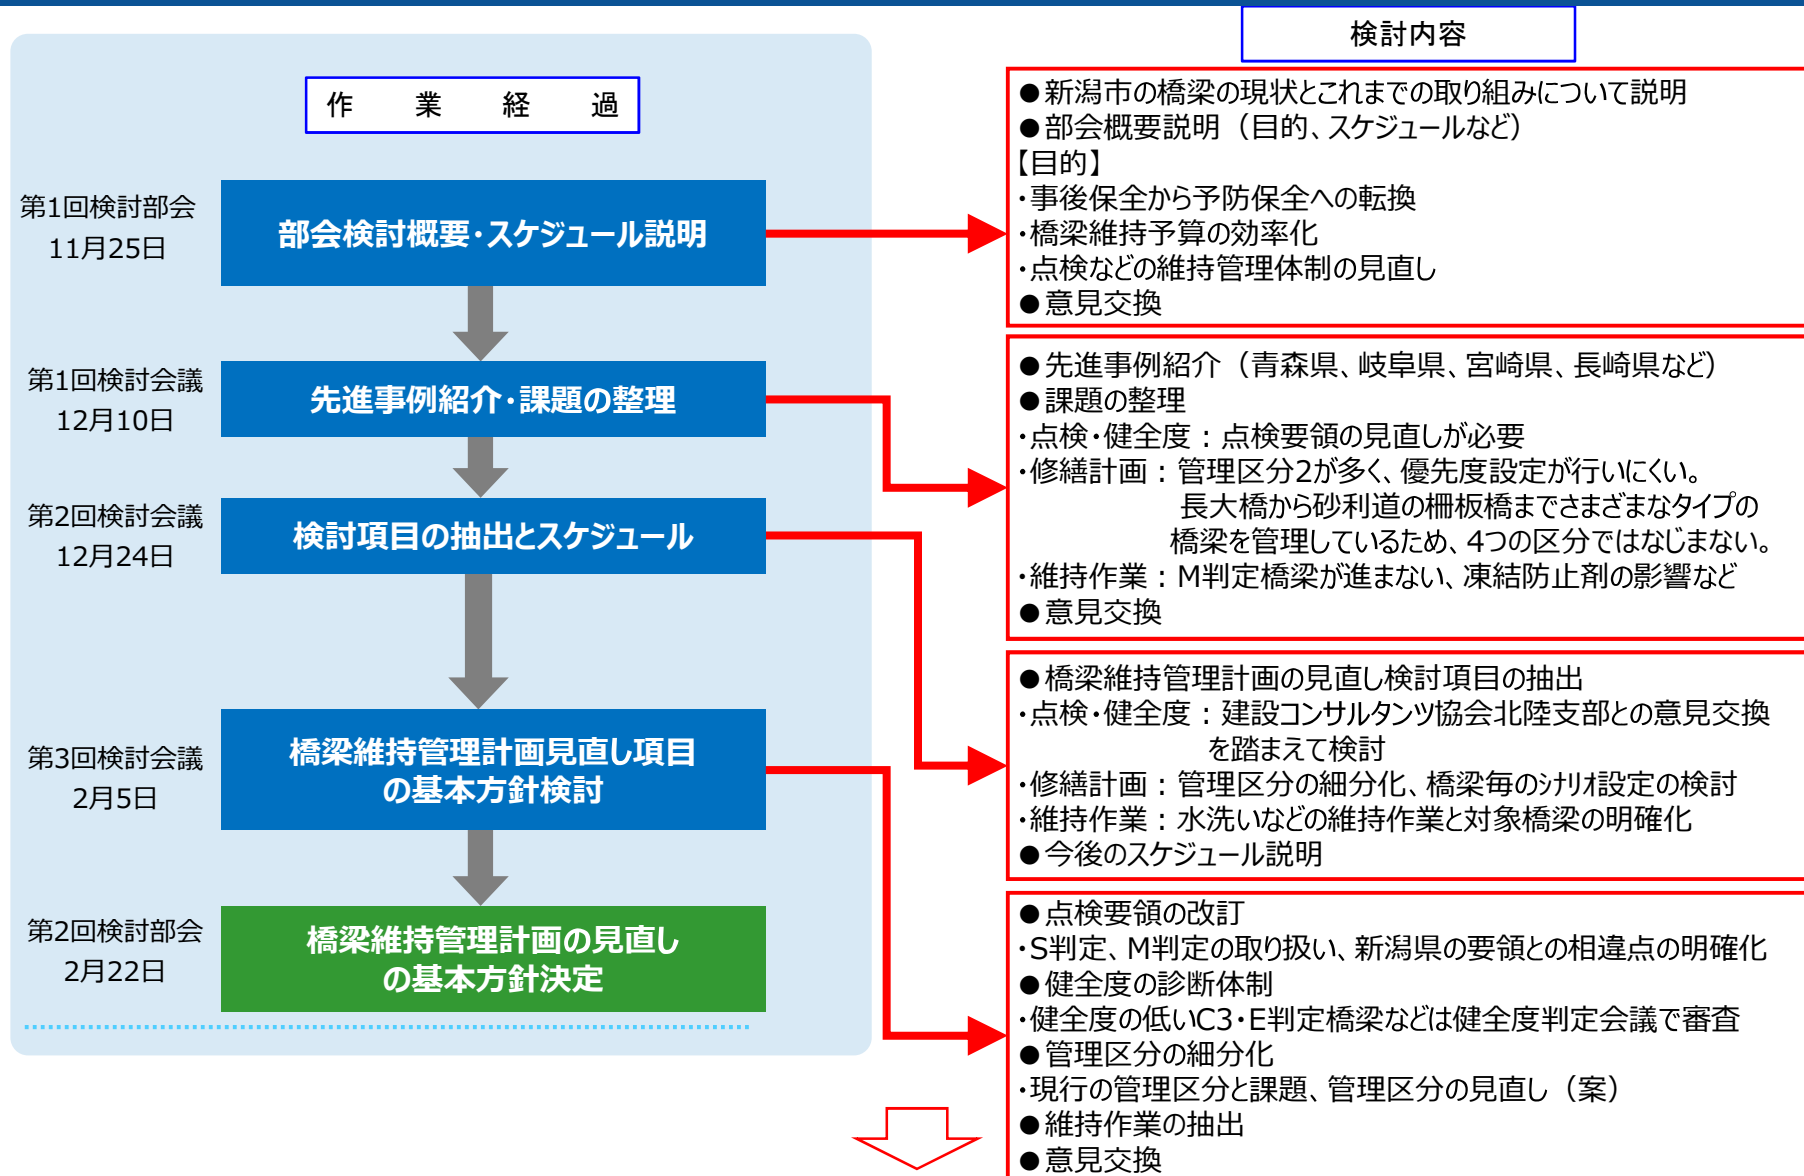 作業経過
第1回検討部会
11月25日
部会検討概要・スケジュール説明
第1回検討会議
12月10日
先進事例紹介・課題の整理
第2回検討会議
12月24日
検討項目の抽出とスケジュール
第3回検討会議
2月5日
橋梁維持管理計画見直し項目
の基本方針検討
第2回検討部会
2月22日
橋梁維持管理計画の見直し
の基本方針決定
検討内容
●新潟市の橋梁の現状とこれまでの取り組みについて説明
●部会概要説明（目的、スケジュールなど）
【目的】
・事後保全から予防保全への転換
・橋梁維持予算の効率化
・点検などの維持管理体制の見直し
●意見交換
●先進事例紹介（青森県、岐阜県、宮崎県、長崎県など）
●課題の整理
・点検・健全度：点検要領の見直しが必要
・修繕計画：管理区分2が多く、優先度設定が行いにくい。
長大橋から砂利道の柵板橋までさまざまなタイプの
橋梁を管理しているため、4つの区分ではなじまない。
・維持作業：M判定橋梁が進まない、凍結防止剤の影響など
●意見交換
●橋梁維持管理計画の見直し検討項目の抽出
・点検・健全度：建設コンサルタンツ協会北陸支部との意見交換
を踏まえて検討
・修繕計画：管理区分の細分化、橋梁毎のｼﾅﾘｵ設定の検討
・維持作業：水洗いなどの維持作業と対象橋梁の明確化
●今後のスケジュール説明
●点検要領の改訂
・S判定、M判定の取り扱い、新潟県の要領との相違点の明確化
●健全度の診断体制
・健全度の低いC3・E判定橋梁などは健全度判定会議で審査
●管理区分の細分化
・現行の管理区分と課題、管理区分の見直し（案）
●維持作業の抽出
●意見交換